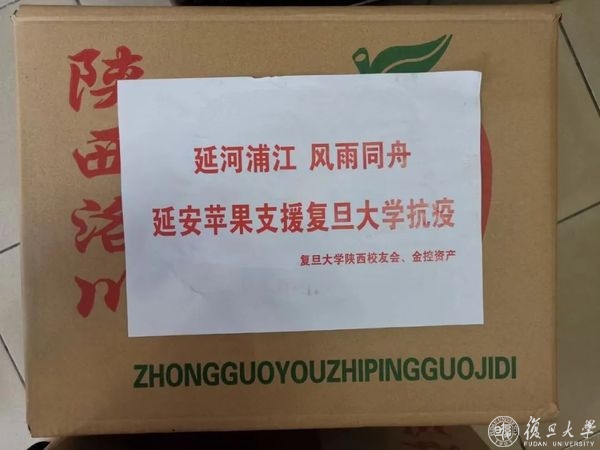 陕西洛川
延河浦江 风雨同舟
延安苹果支援复旦大学抗疫
复旦大学陕西校友会、金控资产
ZHONGGUOYOUZHIPINGGUOJIDI
復旦大學
FUDAN UNIVERSITY